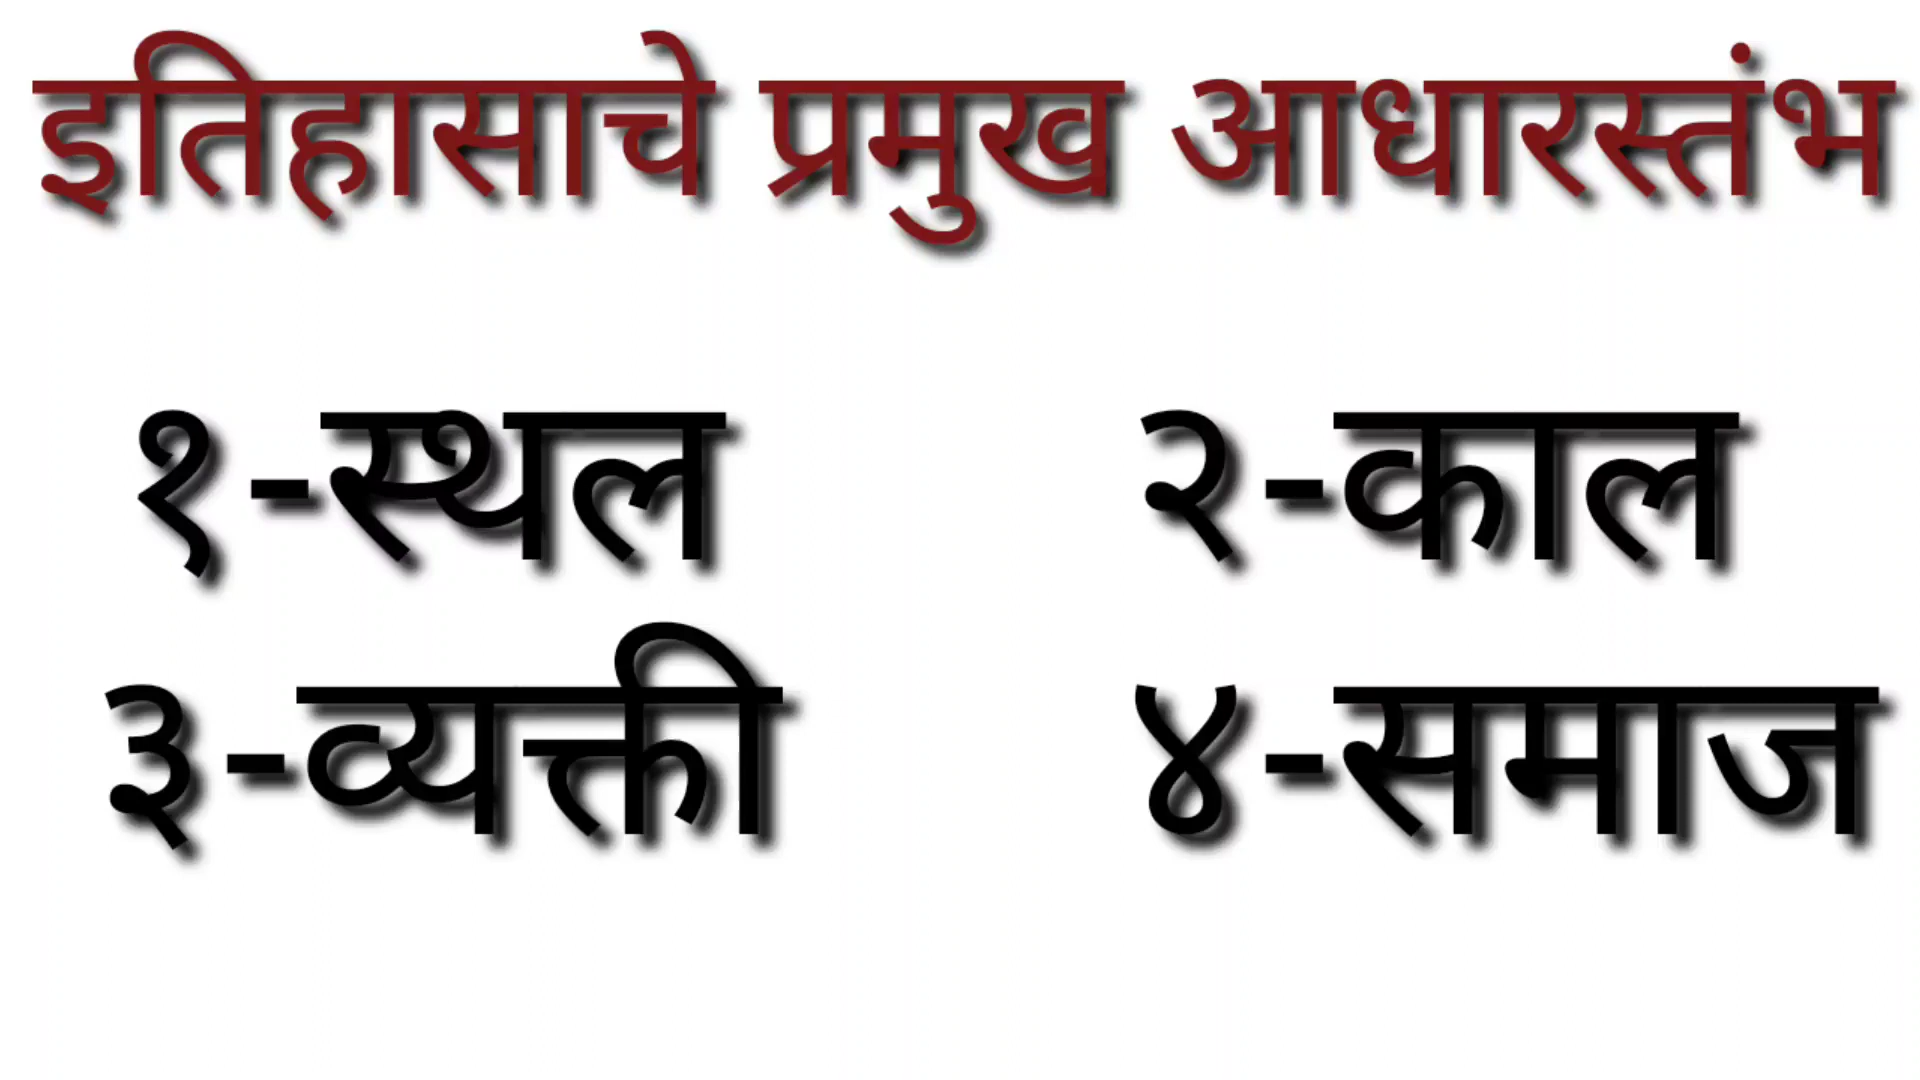 इतिहासाचे प्रमुख आधारस्तंभ
१-स्थल २-काल
३-व्यक्ती ४-समाज